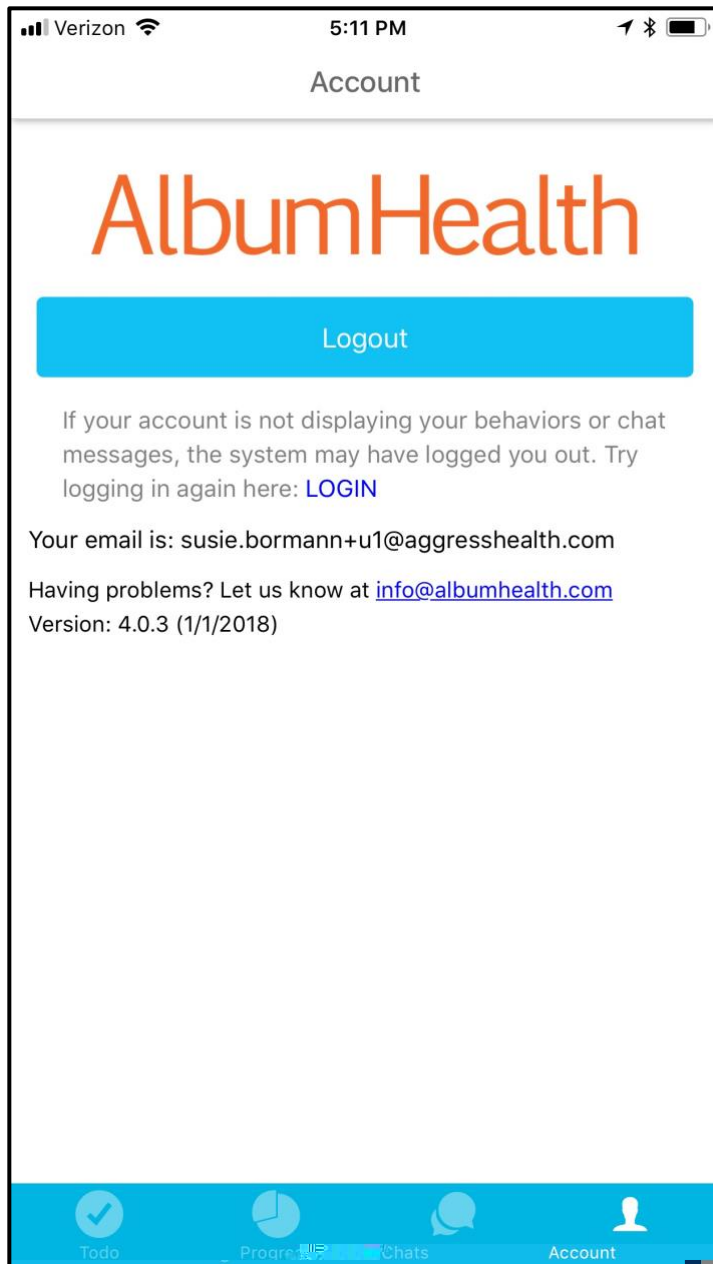 Verizon 5:11 PM
Account
AlbumHealth
Logout
If your account is not displaying your behaviors or chat
messages, the system may have logged you out. Try
logging in again here: LOGIN
Your email is: susie.bormann+u1@aggresshealth.com
Having problems? Let us know at info@albumhealth.com
Version: 4.0.3 (1/1/2018)
Todo Chats Account